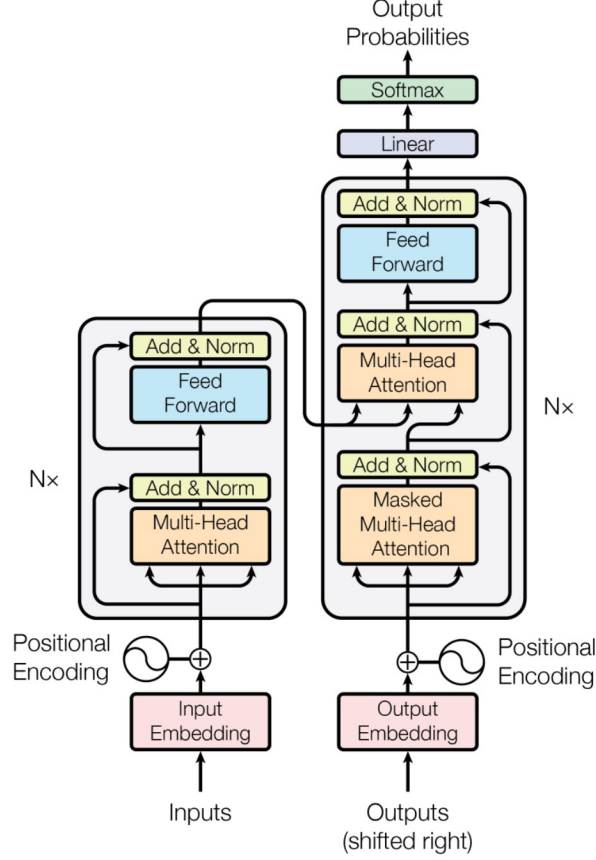 Output
Probabilities
Softmax
Linear
Add & Norm
Feed
Forward
Add & Norm
Multi-Head
Attention
Add & Norm
Masked
Multi-Head
Attention
N×
Add & Norm
Feed
Forward
Add & Norm
Multi-Head
Attention
N×
Positional
Encoding
Positional
Encoding
Input
Embedding
Output
Embedding
Inputs
Outputs
(shifted right)